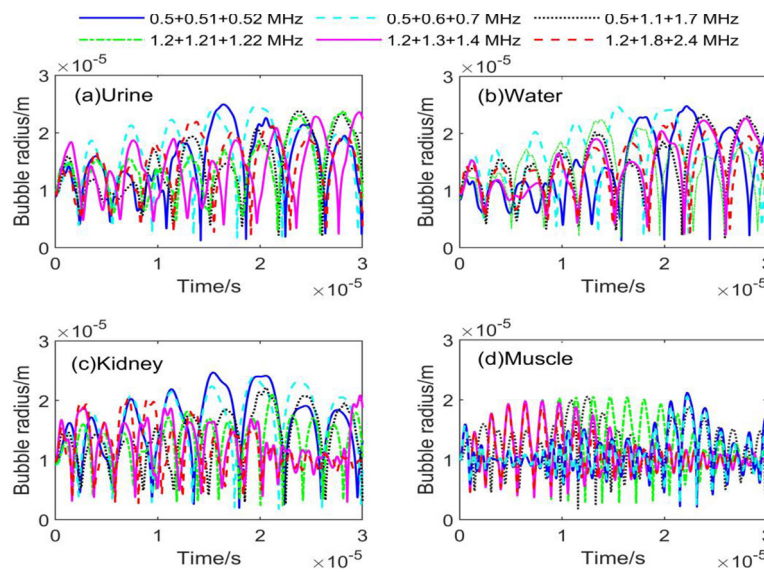 0.5+0.51+0.52 MHz 0.5+0.6+0.7 MHz 0.5+1.1+1.7 MHz
1.2+1.21+1.22 MHz 1.2+1.3+1.4 MHz 1.2+1.8+2.4 MHz
×10⁻⁵ ×10⁻⁵
3 3
(a)Urine (b)Water
2 2
Bubble radius/m Bubble radius/m
1 1
0 0
0 1 2 3 0 1 2 3
Time/s ×10⁻⁵ Time/s ×10⁻⁵
×10⁻⁵ ×10⁻⁵
3 3
(c)Kidney (d)Muscle
2 2
Bubble radius/m Bubble radius/m
1 1
0 0
0 1 2 3 0 1 2 3
Time/s ×10⁻⁵ Time/s ×10⁻⁵